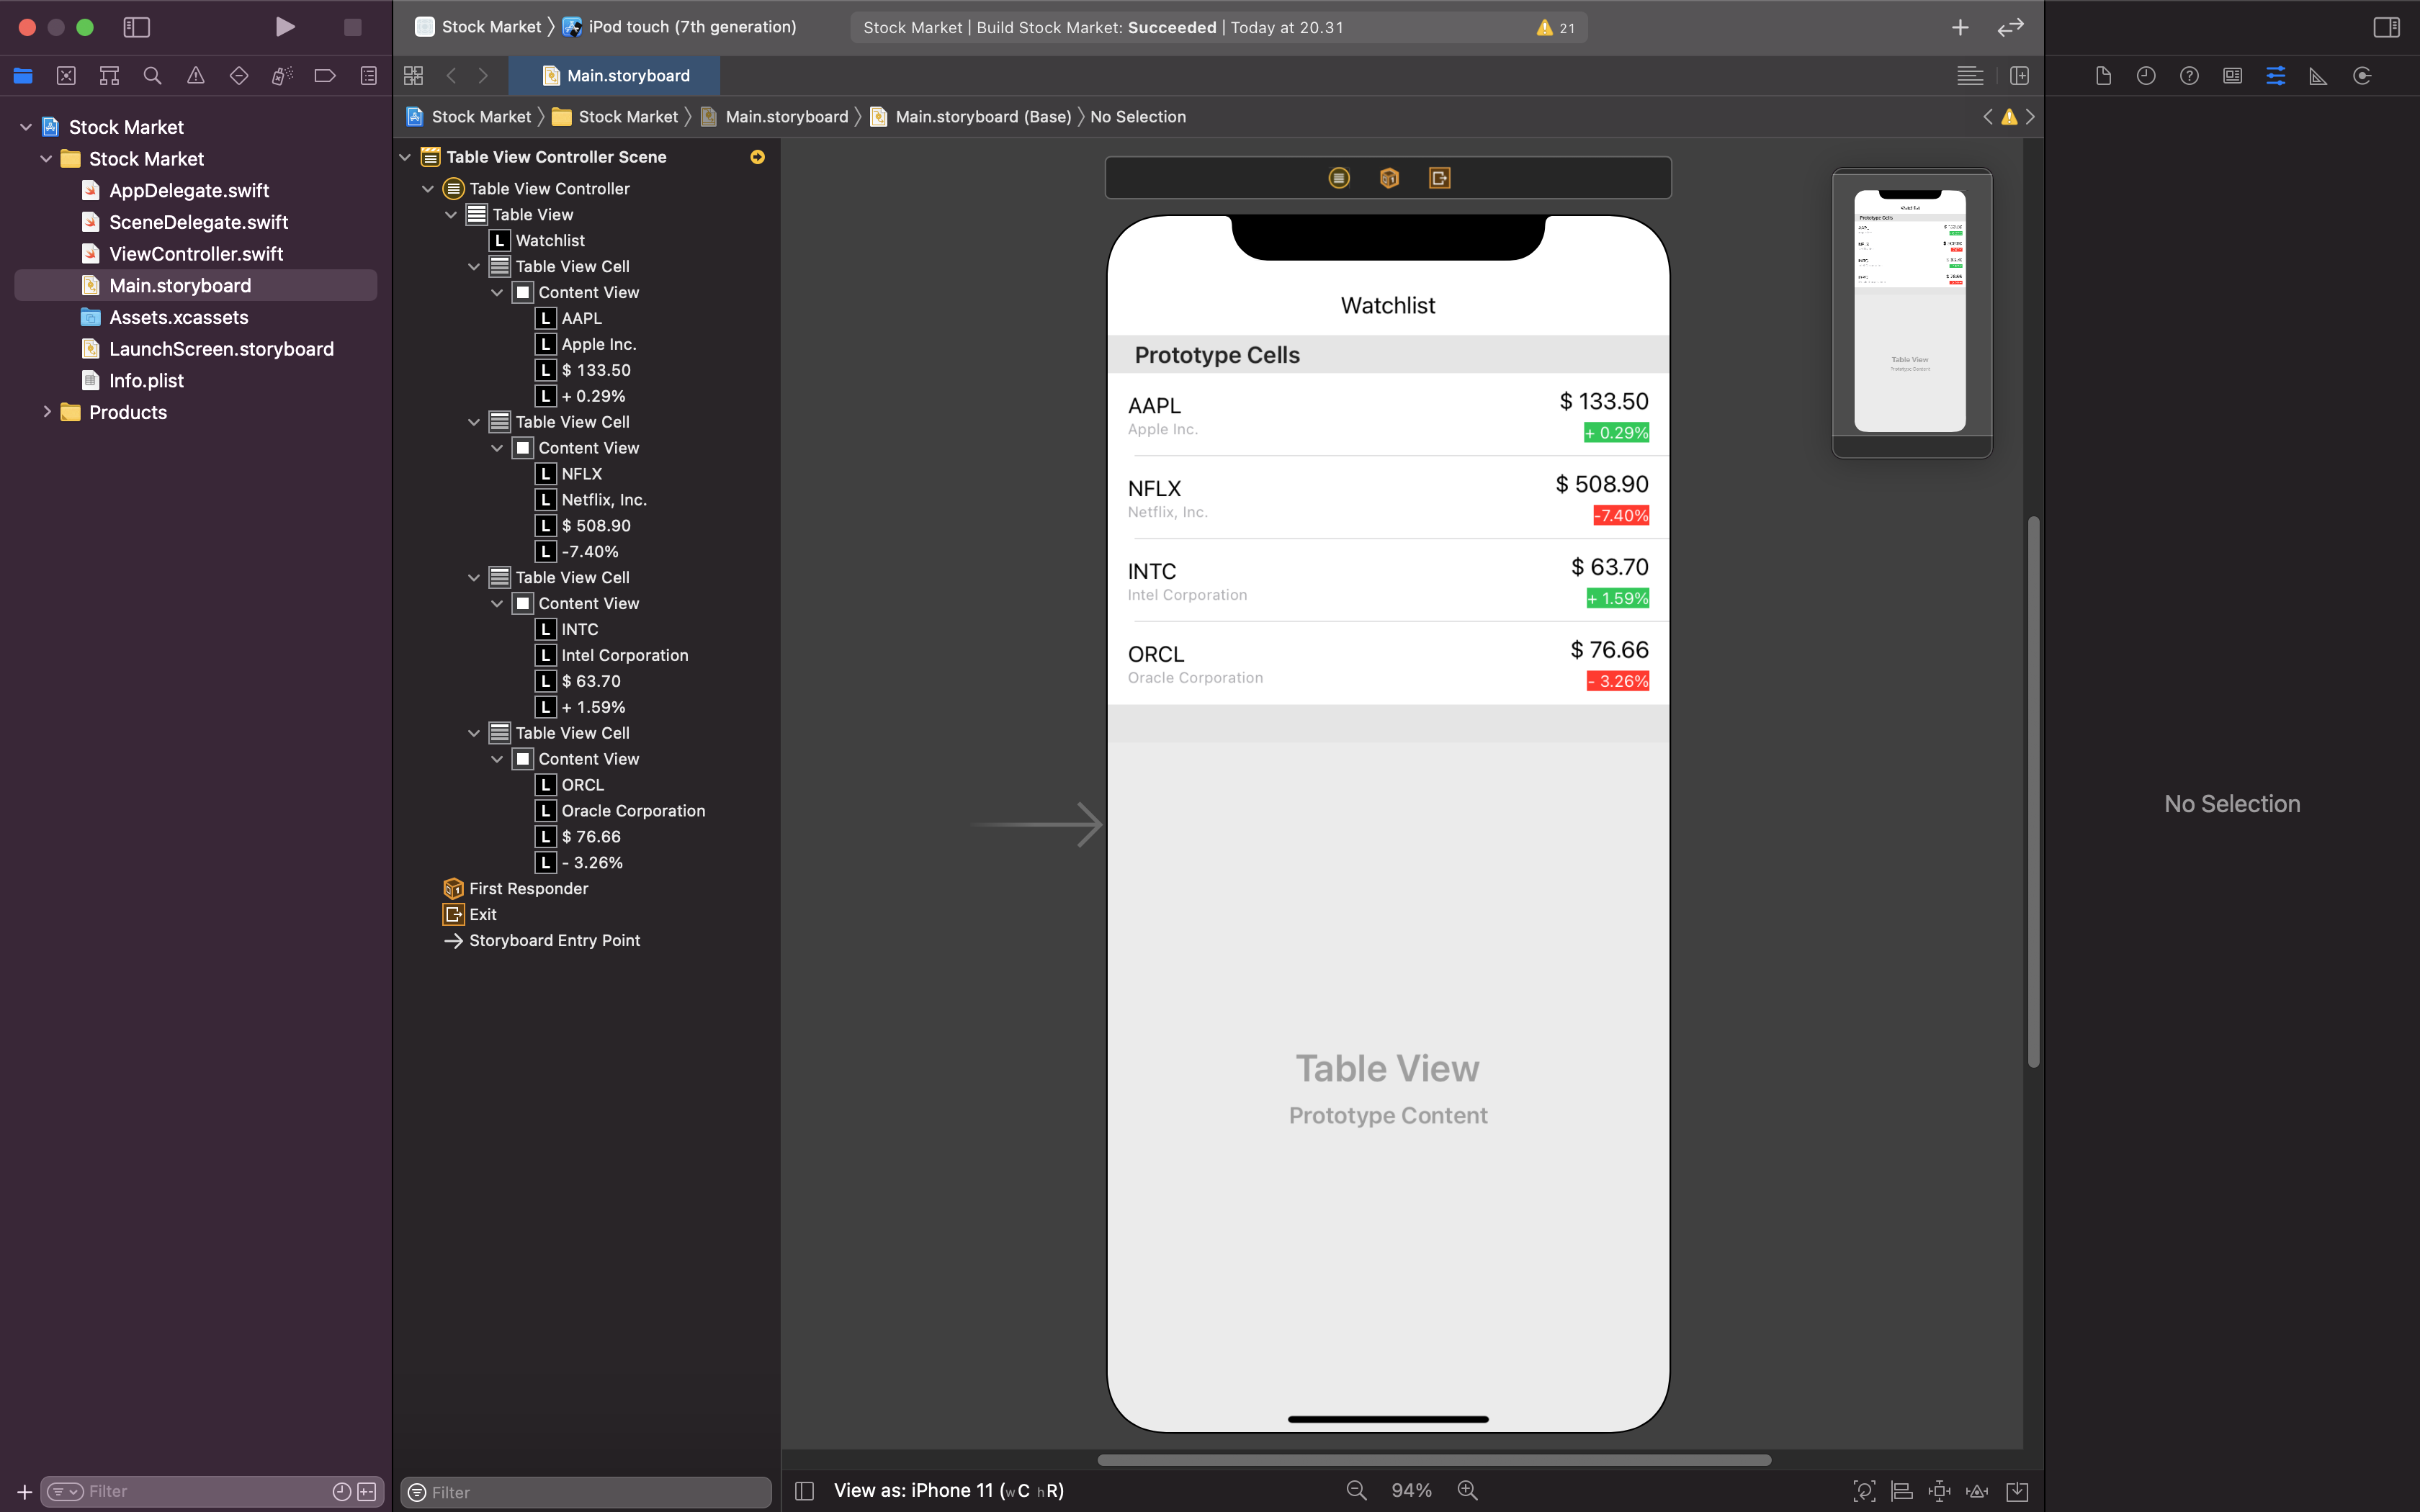 Stock Market
iPod touch (7th generation)
Stock Market | Build Stock Market: Succeeded | Today at 20.31
21
Main.storyboard
Stock Market
Stock Market
Main.storyboard
Main.storyboard (Base)
No Selection
Stock Market
Stock Market
AppDelegate.swift
SceneDelegate.swift
ViewController.swift
Main.storyboard
Assets.xcassets
LaunchScreen.storyboard
Info.plist
Products
Filter
Table View Controller Scene
Table View Controller
Table View
L Watchlist
Table View Cell
Content View
L AAPL
L Apple Inc.
L $ 133.50
L + 0.29%
Table View Cell
Content View
L NFLX
L Netflix, Inc.
L $ 508.90
L -7.40%
Table View Cell
Content View
L INTC
L Intel Corporation
L $ 63.70
L + 1.59%
Table View Cell
Content View
L ORCL
L Oracle Corporation
L $ 76.66
L - 3.26%
First Responder
Exit
Storyboard Entry Point
Filter
Watchlist
Prototype Cells
AAPL
$ 133.50
Apple Inc.
+ 0.29%
NFLX
$ 508.90
Netflix, Inc.
-7.40%
INTC
$ 63.70
Intel Corporation
+ 1.59%
ORCL
$ 76.66
Oracle Corporation
- 3.26%
Table View
Prototype Content
View as: iPhone 11 (wC hR)
94%
Prototype Cells
Table View
Prototype Content
No Selection